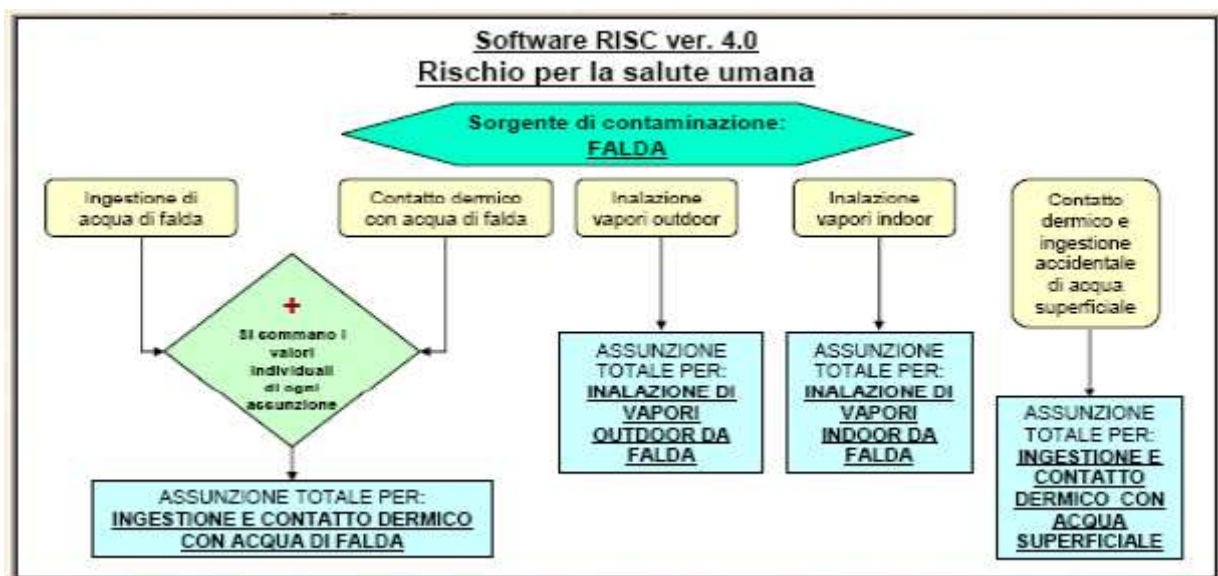 Software RISC ver. 4.0
Rischio per la salute umana
Sorgente di contaminazione:
FALDA
Ingestione di
acqua di falda
Contatto dermico
con acqua di falda
Inalazione
vapori outdoor
Inalazione
vapori indoor
Contatto
dermico e
ingestione
accidentale
di acqua
superficiale
+
Si sommano i
valori
individuali
di ogni
assunzione
ASSUNZIONE
TOTALE PER:
INALAZIONE DI
VAPORI
OUTDOOR DA
FALDA
ASSUNZIONE
TOTALE PER:
INALAZIONE DI
VAPORI
INDOOR DA
FALDA
ASSUNZIONE
TOTALE PER:
INGESTIONE E
CONTATTO
DERMICO CON
ACQUA
SUPERFICIALE
ASSUNZIONE TOTALE PER:
INGESTIONE E CONTATTO DERMICO
CON ACQUA DI FALDA